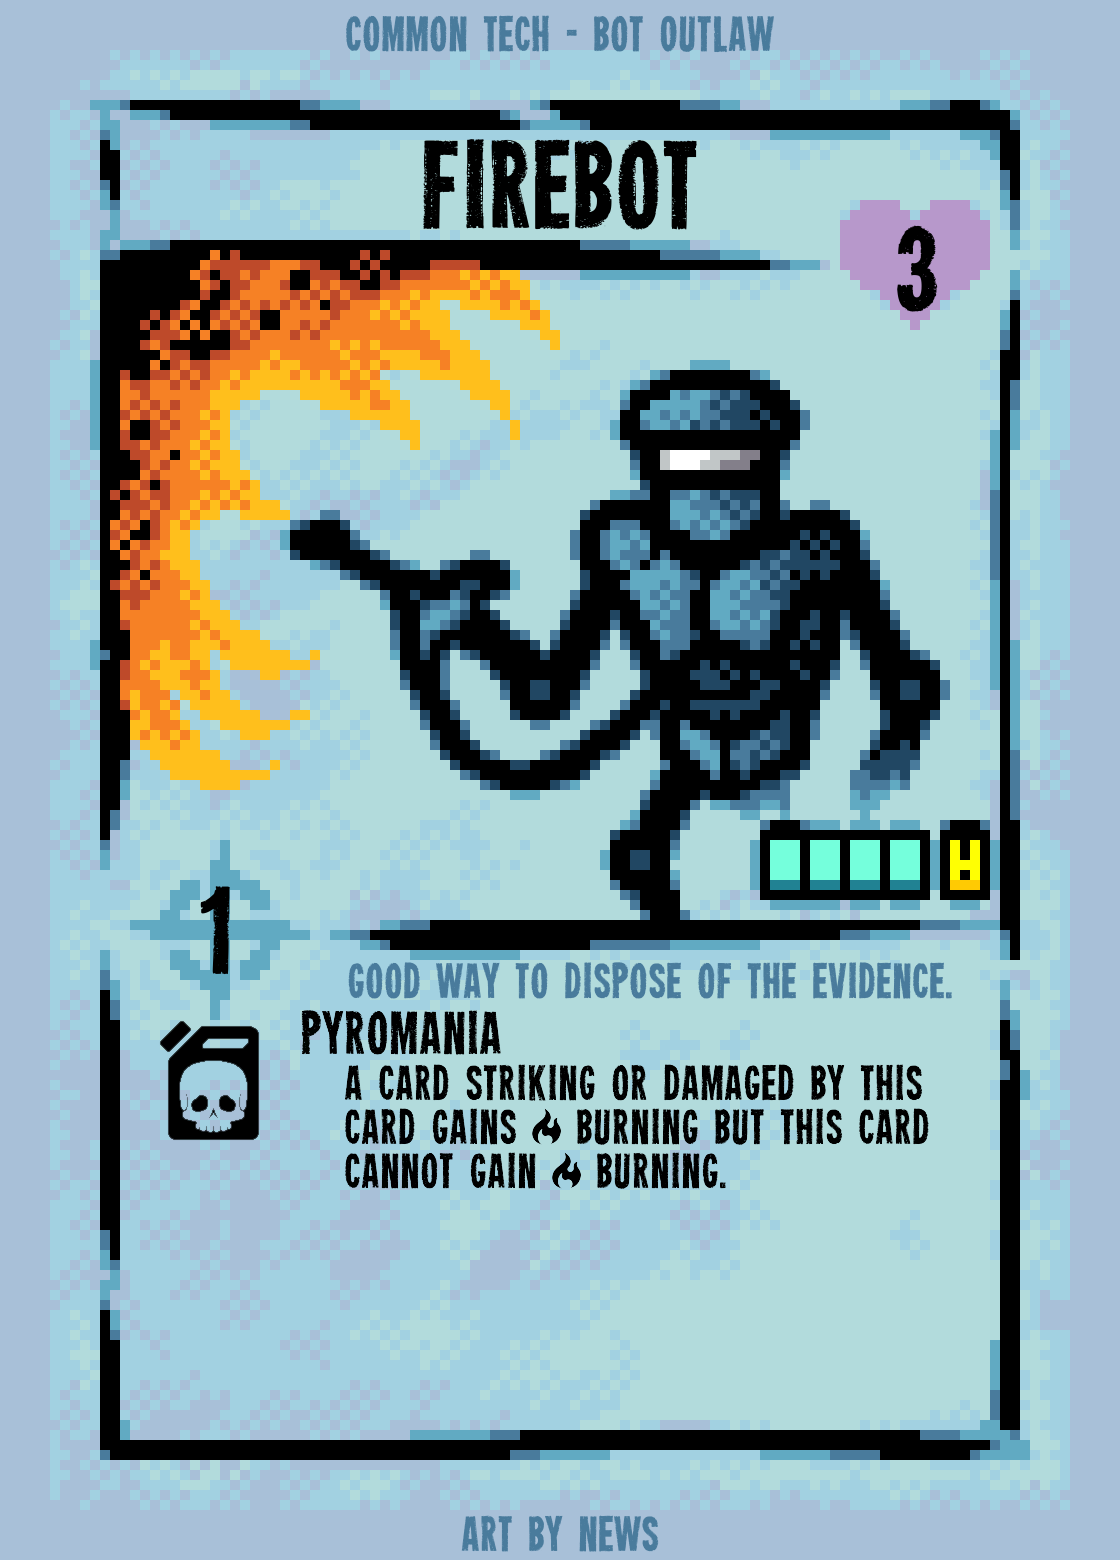 COMMON TECH - BOT OUTLAW
FIREBOT
3
1
GOOD WAY TO DISPOSE OF THE EVIDENCE.
PYROMANIA
A CARD STRIKING OR DAMAGED BY THIS
CARD GAINS BURNING BUT THIS CARD
CANNOT GAIN BURNING.
ART BY NEWS